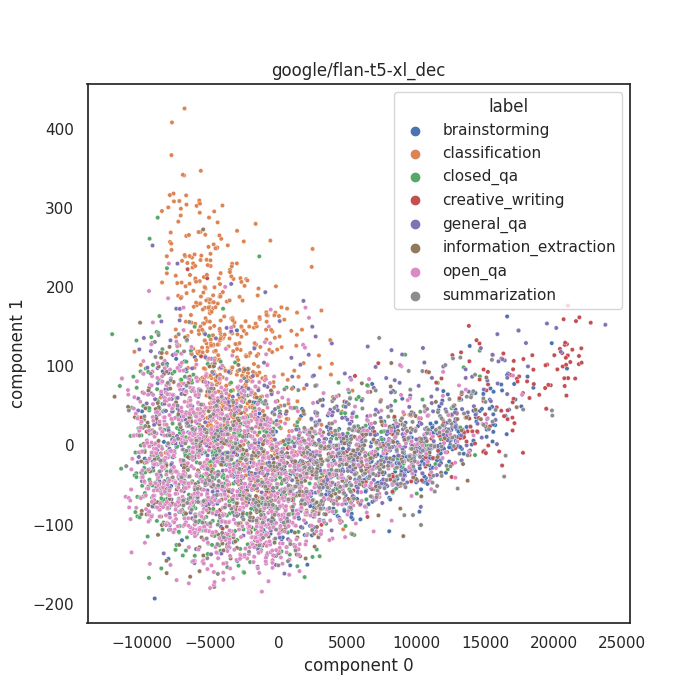 google/flan-t5-xl_dec
label
brainstorming
classification
closed_qa
creative_writing
general_qa
information_extraction
open_qa
summarization
400
300
200
100
0
−100
−200
component 1
−10000 −5000 0 5000 10000 15000 20000 25000
component 0